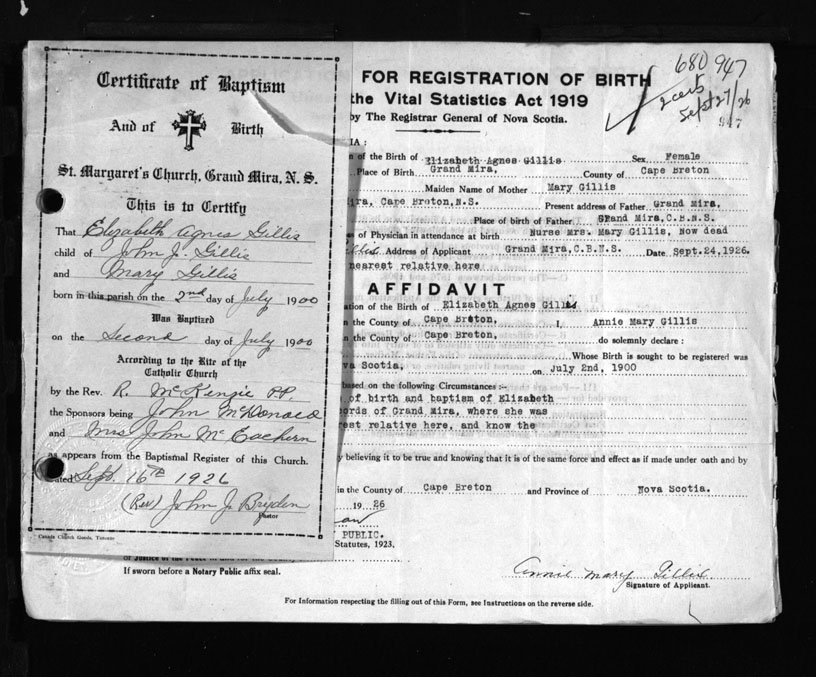 Certificate of Baptism
And of Birth
St. Margaret's Church, Grand Mira, N. S.
This is to Certify
That Elizabeth Agnes Gillis
child of John J. Gillis
and Mary Gillis
born in this parish on the 2nd day of July 1900
Was Baptized
on the Second day of July 1900
According to the Rite of the
Catholic Church
by the Rev. R. McKenzie P.P.
the Sponsors being John McDonald
and Mrs John McEachern
as appears from the Baptismal Register of this Church.
Dated Sept. 16th 1926
(Rev) John J. Bryden
Pastor
Canada Church Goods, Toronto
680 947
2 certs
Sept 27/26
FOR REGISTRATION OF BIRTH
the Vital Statistics Act 1919
by The Registrar General of Nova Scotia.
of the Birth of Elizabeth Agnes Gillis Sex Female
Place of Birth Grand Mira, County of Cape Breton
Maiden Name of Mother Mary Gillis
Mira, Cape Breton, N.S. Present address of Father Grand Mira,
Place of birth of Father Grand Mira, C.B.N.S.
of Physician in attendance at birth Nurse Mrs. Mary Gillis, Now dead
Address of Applicant Grand Mira, C.B.N.S. Date Sept. 24, 1926.
nearest relative here
AFFIDAVIT
ation of the Birth of Elizabeth Agnes Gillis
in the County of Cape Breton, I, Annie Mary Gillis
in the County of Cape Breton, do solemnly declare :
Whose Birth is sought to be registered was
va Scotia, on July 2nd, 1900
based on the following Circumstances :-
of birth and baptism of Elizabeth
ords of Grand Mira, where she was
rest relative here, and know the
y believing it to be true and knowing that it is of the same force and effect as if made under oath and by
in the County of Cape Breton and Province of Nova Scotia.
1926
PUBLIC.
Statutes, 1923.
If sworn before a Notary Public affix seal.
Annie Mary Gillis
Signature of Applicant.
For Information respecting the filling out of this Form, see Instructions on the reverse side.